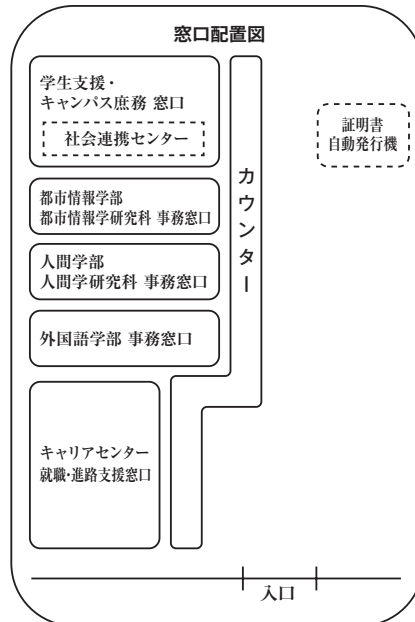 窓口配置図
学生支援・
キャンパス庶務 窓口
社会連携センター
証明書
自動発行機
都市情報学部
都市情報学研究科 事務窓口
カウンター
人間学部
人間学研究科 事務窓口
外国語学部 事務窓口
キャリアセンター
就職・進路支援窓口
入口